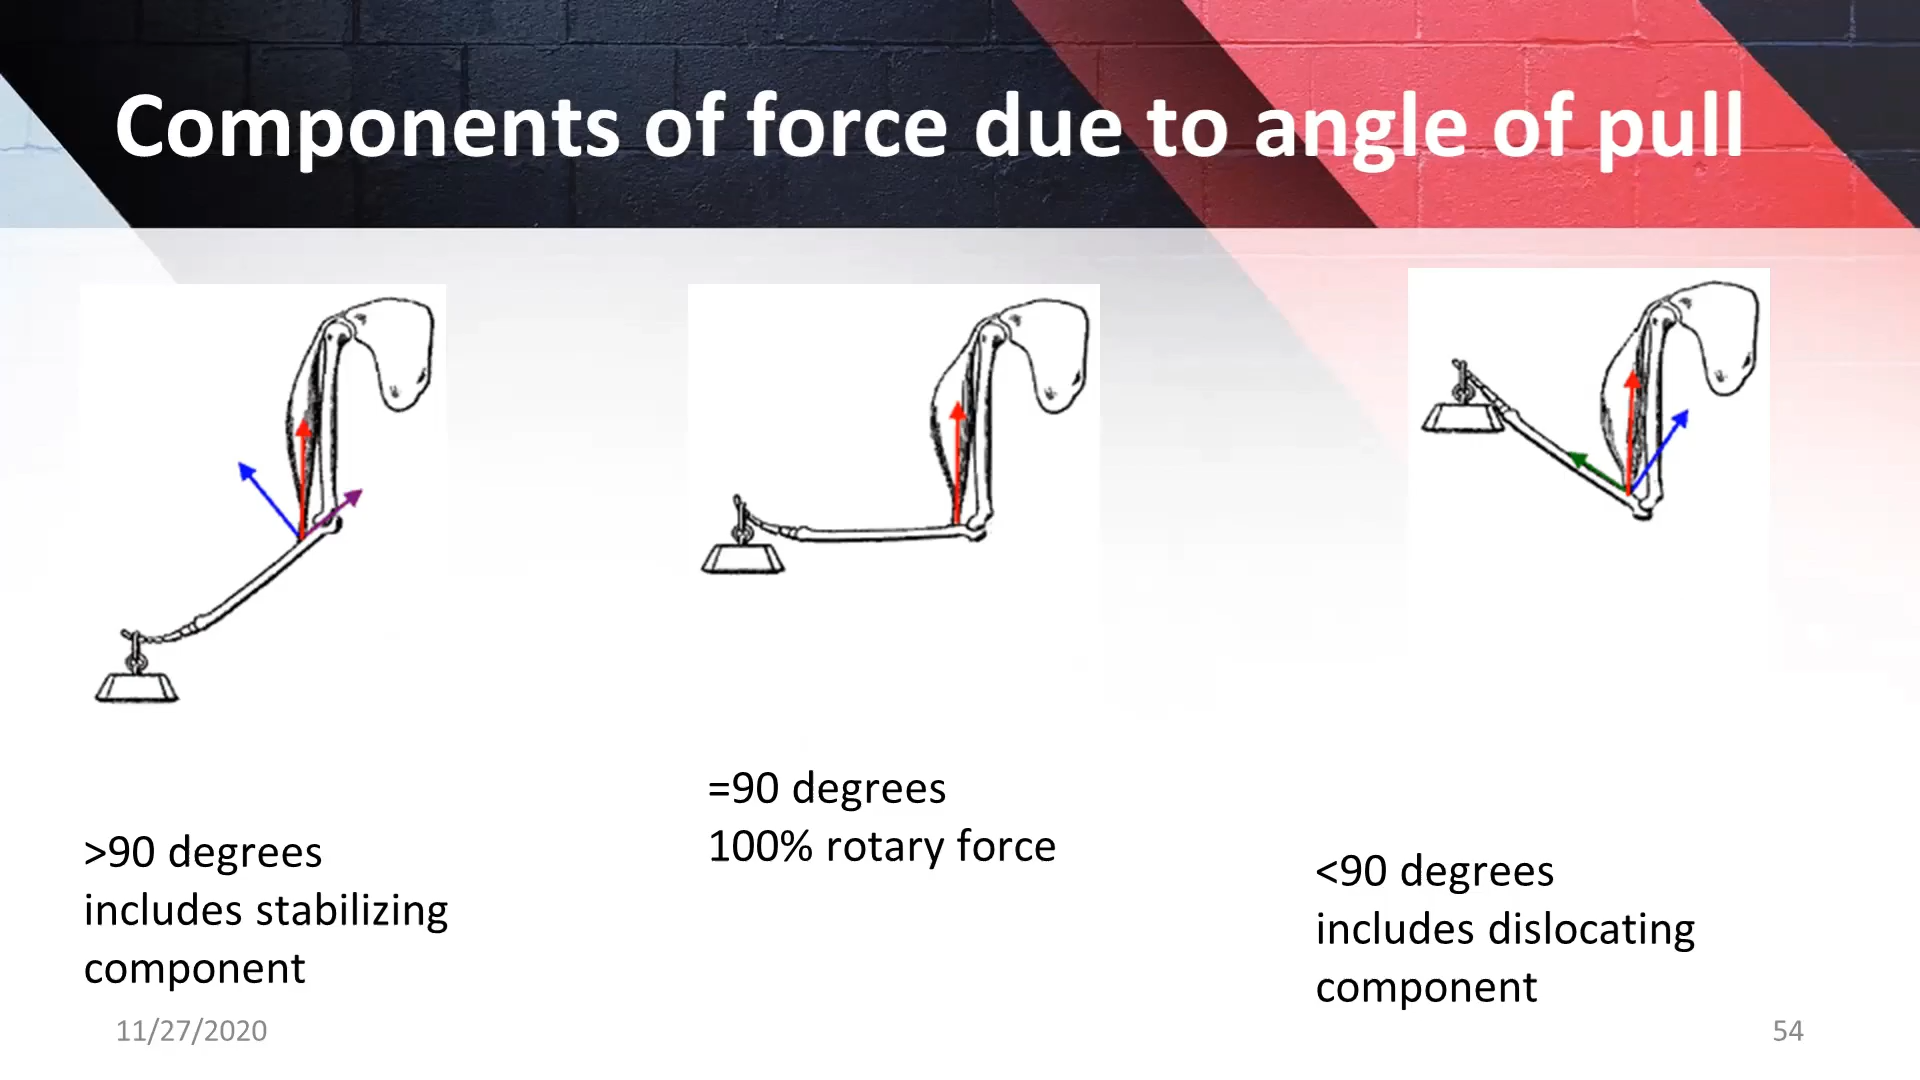 Components of force due to angle of pull
>90 degrees
includes stabilizing
component
=90 degrees
100% rotary force
<90 degrees
includes dislocating
component
11/27/2020
54